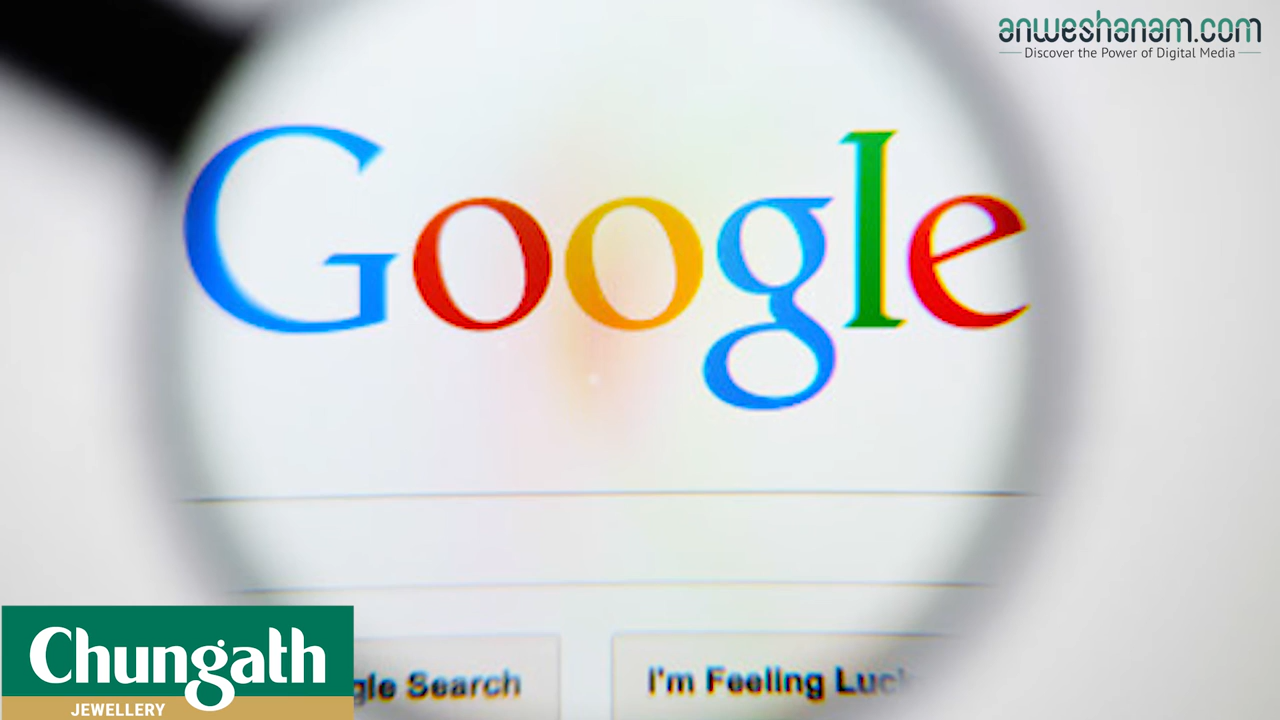 anweshanam.com
Discover the Power of Digital Media
Google
Chungath
JEWELLERY
gle Search
I'm Feeling Luc